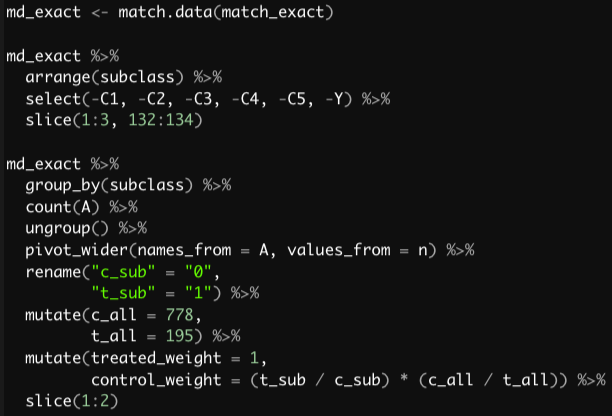 md_exact <- match.data(match_exact)
md_exact %>%
arrange(subclass) %>%
select(-C1, -C2, -C3, -C4, -C5, -Y) %>%
slice(1:3, 132:134)
md_exact %>%
group_by(subclass) %>%
count(A) %>%
ungroup() %>%
pivot_wider(names_from = A, values_from = n) %>%
rename("c_sub" = "0",
"t_sub" = "1") %>%
mutate(c_all = 778,
t_all = 195) %>%
mutate(treated_weight = 1,
control_weight = (t_sub / c_sub) * (c_all / t_all)) %>%
slice(1:2)